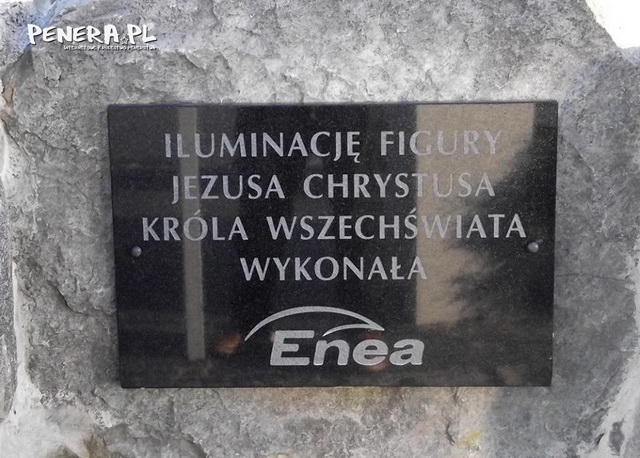 PENERA.PL
ILUMINACJĘ FIGURY
JEZUSA CHRYSTUSA
KRÓLA WSZECHŚWIATA
WYKONAŁA
Enea